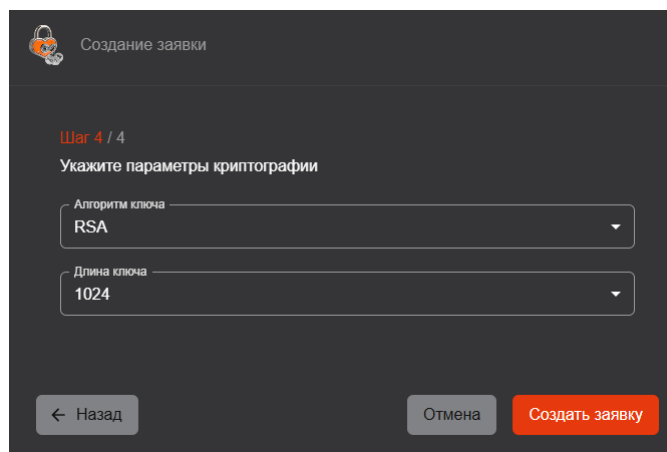 Создание заявки
Шаг 4 / 4
Укажите параметры криптографии
Алгоритм ключа
RSA
Длина ключа
1024
← Назад
Отмена
Создать заявку